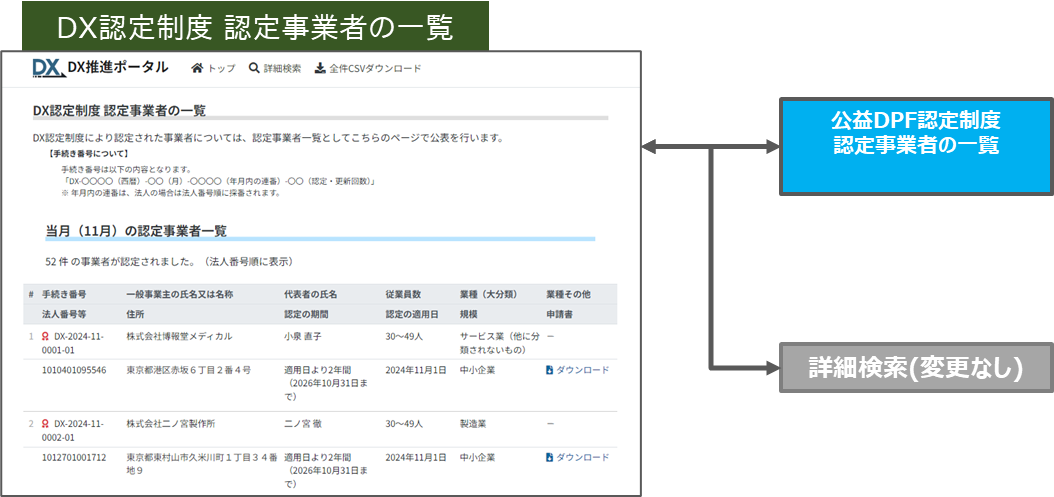 DX認定制度 認定事業者の一覧
DX DX推進ポータル トップ 詳細検索 全件CSVダウンロード
DX認定制度 認定事業者の一覧
DX認定制度により認定された事業者については、認定事業者一覧としてこちらのページで公表を行います。
【手続き番号について】
手続き番号は以下の内容となります。
「DX-〇〇〇〇（西暦）-〇〇（月）-〇〇〇〇（年月内の連番）-〇〇（認定・更新回数）」
※ 年月内の連番は、法人の場合は法人番号順に採番されます。
当月（11月）の認定事業者一覧
52 件 の事業者が認定されました。（法人番号順に表示）
# 手続き番号 一般事業主の氏名又は名称 代表者の氏名 従業員数 業種（大分類） 業種その他
法人番号等 住所 認定の期間 認定の適用日 規模 申請書
1 DX-2024-11- 株式会社博報堂メディカル 小泉 直子 30～49人 サービス業（他に分 －
0001-01 類されないもの）
1010401095546 東京都港区赤坂６丁目２番４号 適用日より2年間 2024年11月1日 中小企業 ダウンロード
（2026年10月31日ま
で）
2 DX-2024-11- 株式会社二ノ宮製作所 二ノ宮 徹 30～49人 製造業 －
0002-01
1012701001712 東京都東村山市久米川町１丁目３４番 適用日より2年間 2024年11月1日 中小企業 ダウンロード
地９ （2026年10月31日ま
で）
公益DPF認定制度
認定事業者の一覧
詳細検索(変更なし)